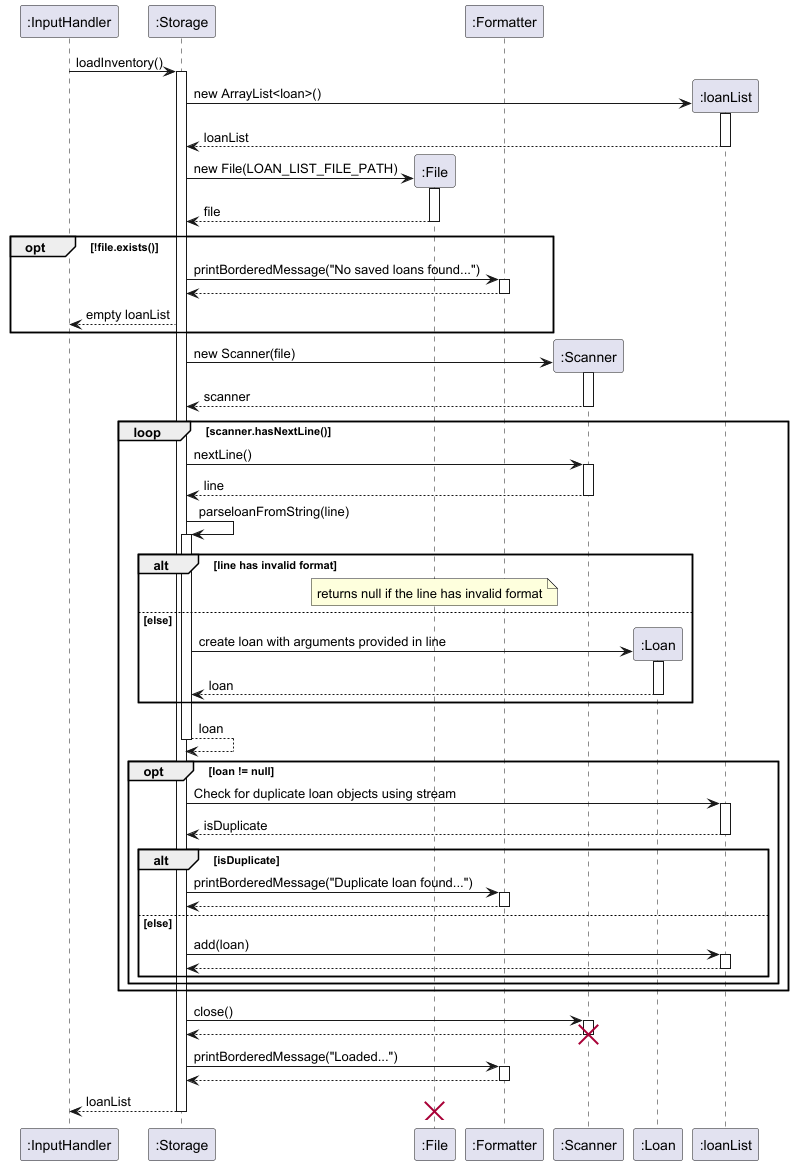 :InputHandler
:Storage
:Formatter
loadInventory()
new ArrayList<loan>()
:loanList
loanList
new File(LOAN_LIST_FILE_PATH)
:File
file
opt
[!file.exists()]
printBorderedMessage("No saved loans found...")
empty loanList
new Scanner(file)
:Scanner
scanner
loop
[scanner.hasNextLine()]
nextLine()
line
parseloanFromString(line)
alt
[line has invalid format]
returns null if the line has invalid format
[else]
create loan with arguments provided in line
:Loan
loan
loan
opt
[loan != null]
Check for duplicate loan objects using stream
isDuplicate
alt
[isDuplicate]
printBorderedMessage("Duplicate loan found...")
[else]
add(loan)
close()
printBorderedMessage("Loaded...")
loanList
:InputHandler
:Storage
:File
:Formatter
:Scanner
:Loan
:loanList